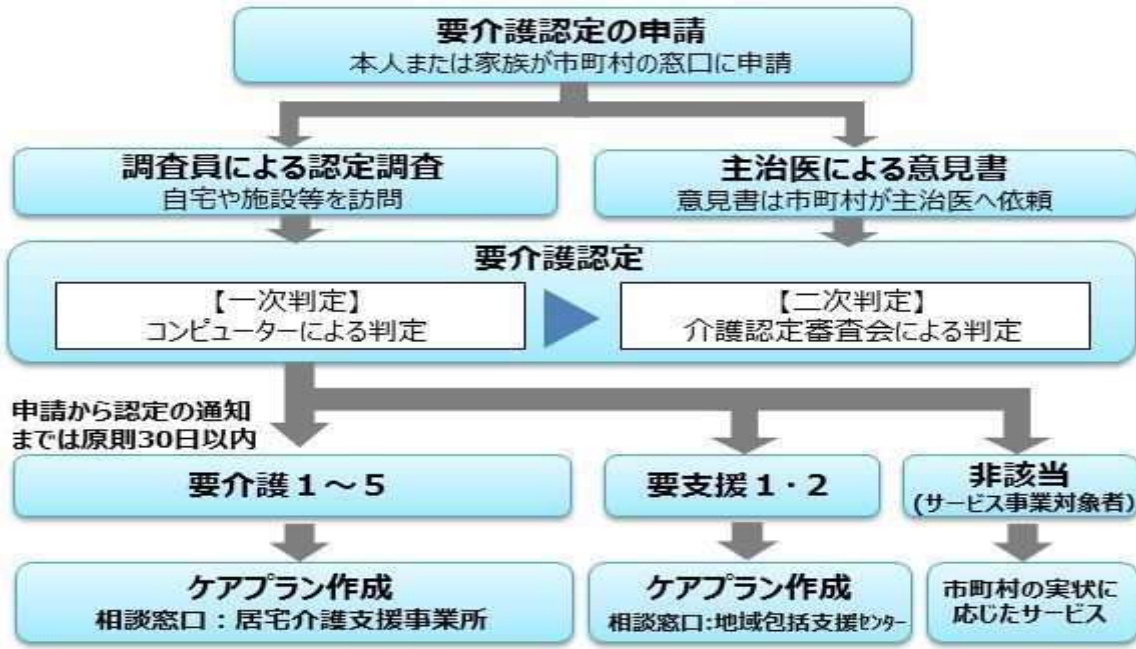 要介護認定の申請
本人または家族が市町村の窓口に申請
調査員による認定調査
自宅や施設等を訪問
主治医による意見書
意見書は市町村が主治医へ依頼
要介護認定
【一次判定】
コンピューターによる判定
【二次判定】
介護認定審査会による判定
申請から認定の通知
までは原則30日以内
要介護１～５
要支援１・２
非該当
(サービス事業対象者)
ケアプラン作成
相談窓口：居宅介護支援事業所
ケアプラン作成
相談窓口:地域包括支援ｾﾝﾀｰ
市町村の実状に
応じたサービス